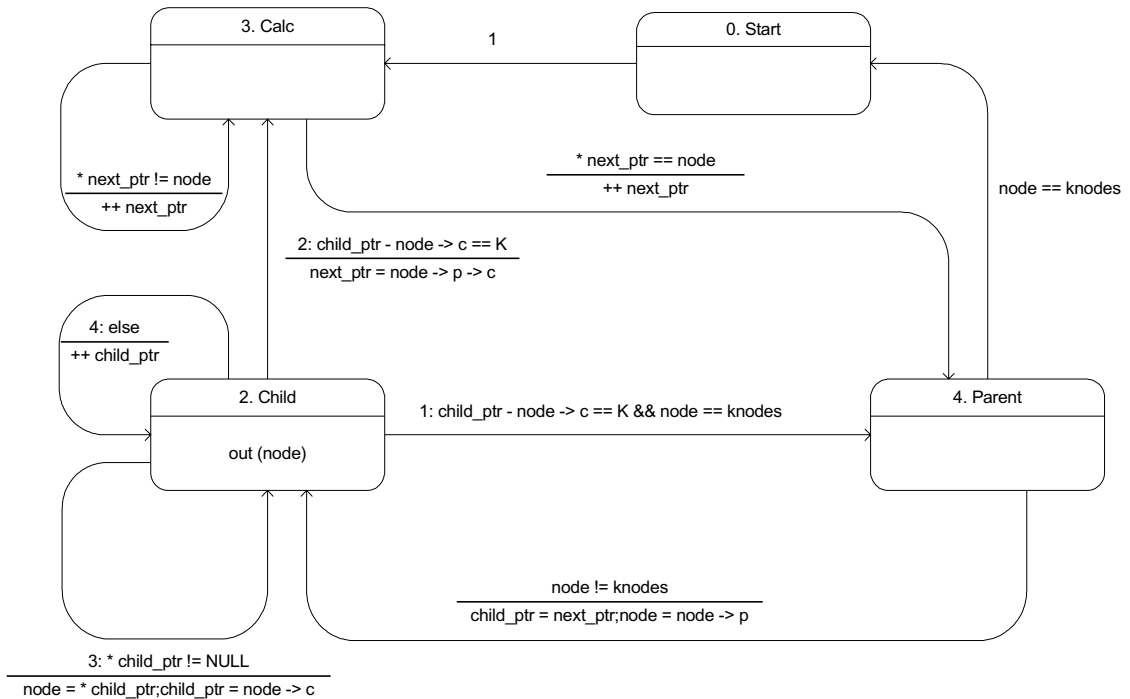 3. Calc
0. Start
1
* next_ptr != node
++ next_ptr
* next_ptr == node
++ next_ptr
node == knodes
2: child_ptr - node -> c == K
next_ptr = node -> p -> c
4: else
++ child_ptr
2. Child
out (node)
1: child_ptr - node -> c == K && node == knodes
4. Parent
node != knodes
child_ptr = next_ptr;node = node -> p
3: * child_ptr != NULL
node = * child_ptr;child_ptr = node -> c